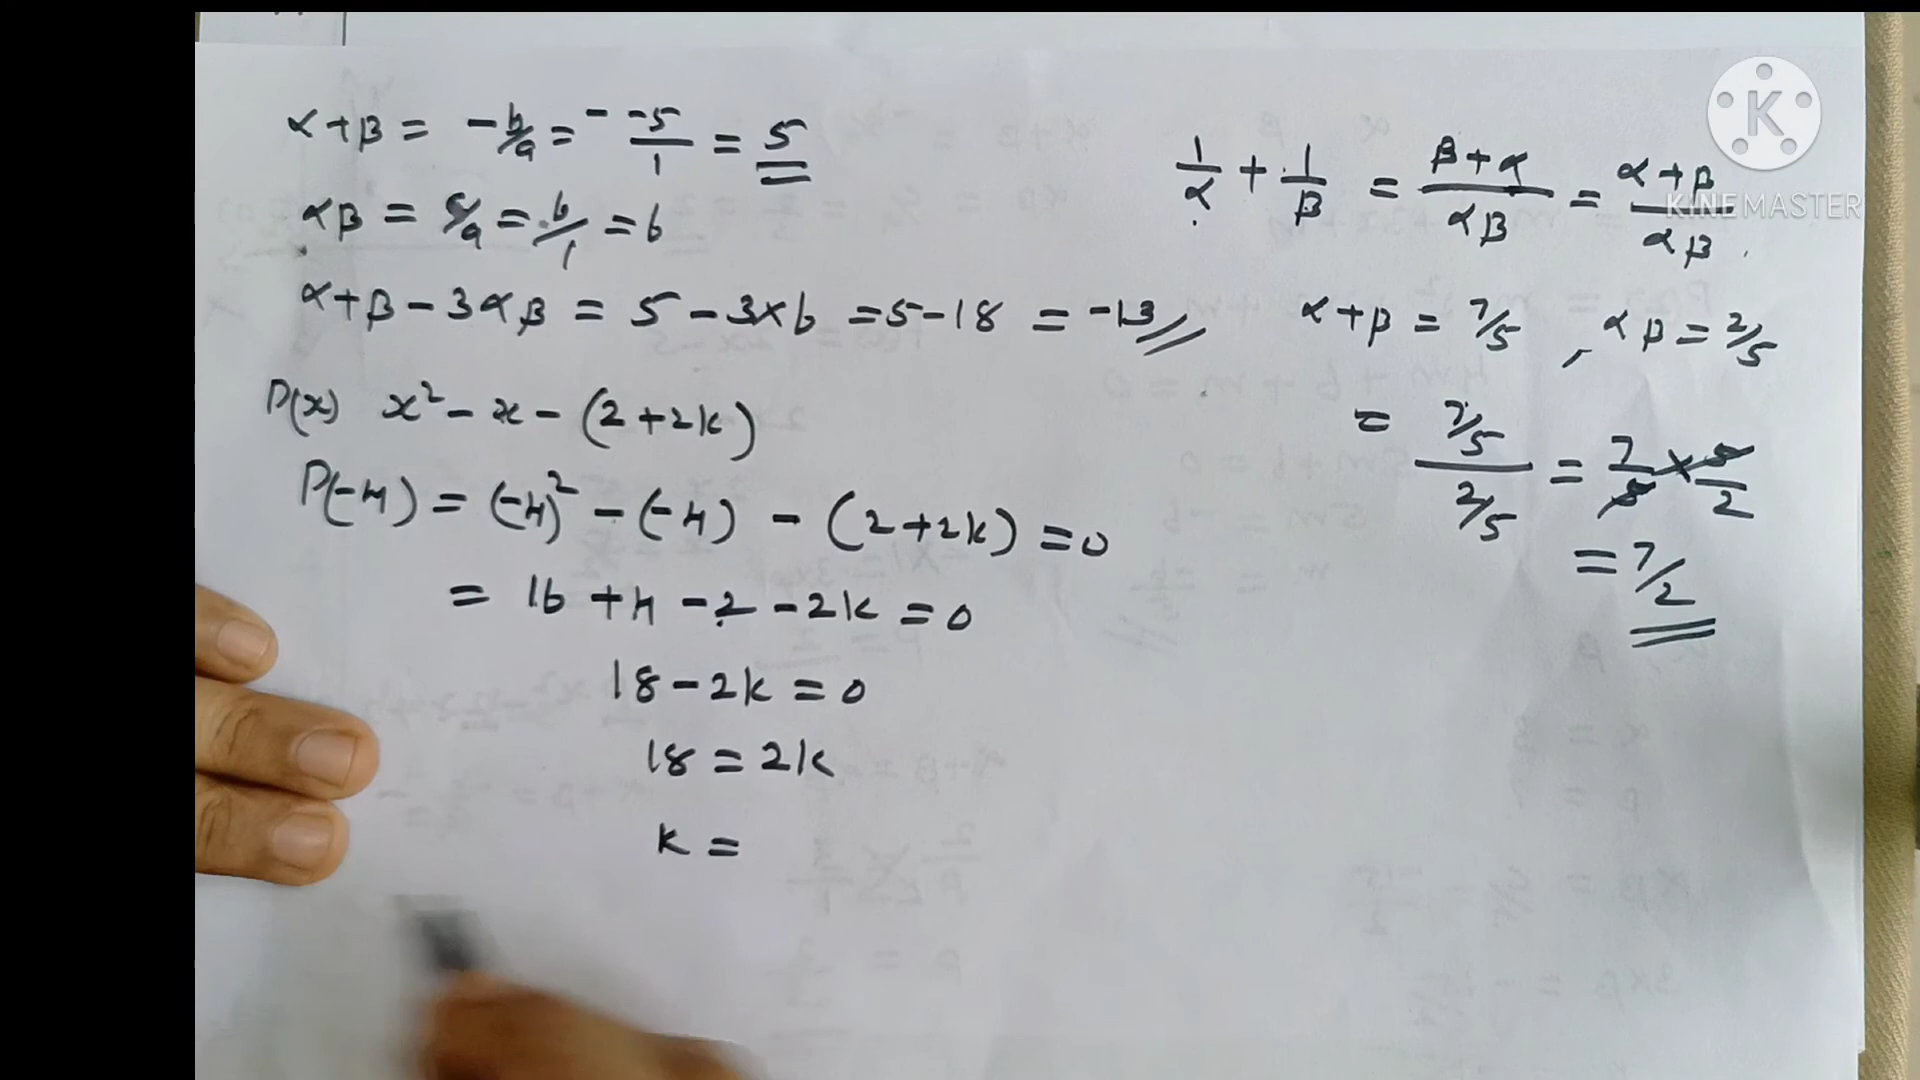 α+β = -b/a = - -5/1 = 5
αβ = c/a = 6/1 = 6
α+β-3αβ = 5-3×6 = 5-18 = -13
P(x) x²-x-(2+2k)
P(-4) = (-4)²-(-4)-(2+2k) = 0
= 16+4-2-2k = 0
18-2k = 0
18 = 2k
k =
1/α + 1/β = β+α/αβ = α+β/αβ
α+β = 7/5, αβ = 2/5
= 7/5 / 2/5 = 7/5 × 5/2
= 7/2
K
KINEMASTER